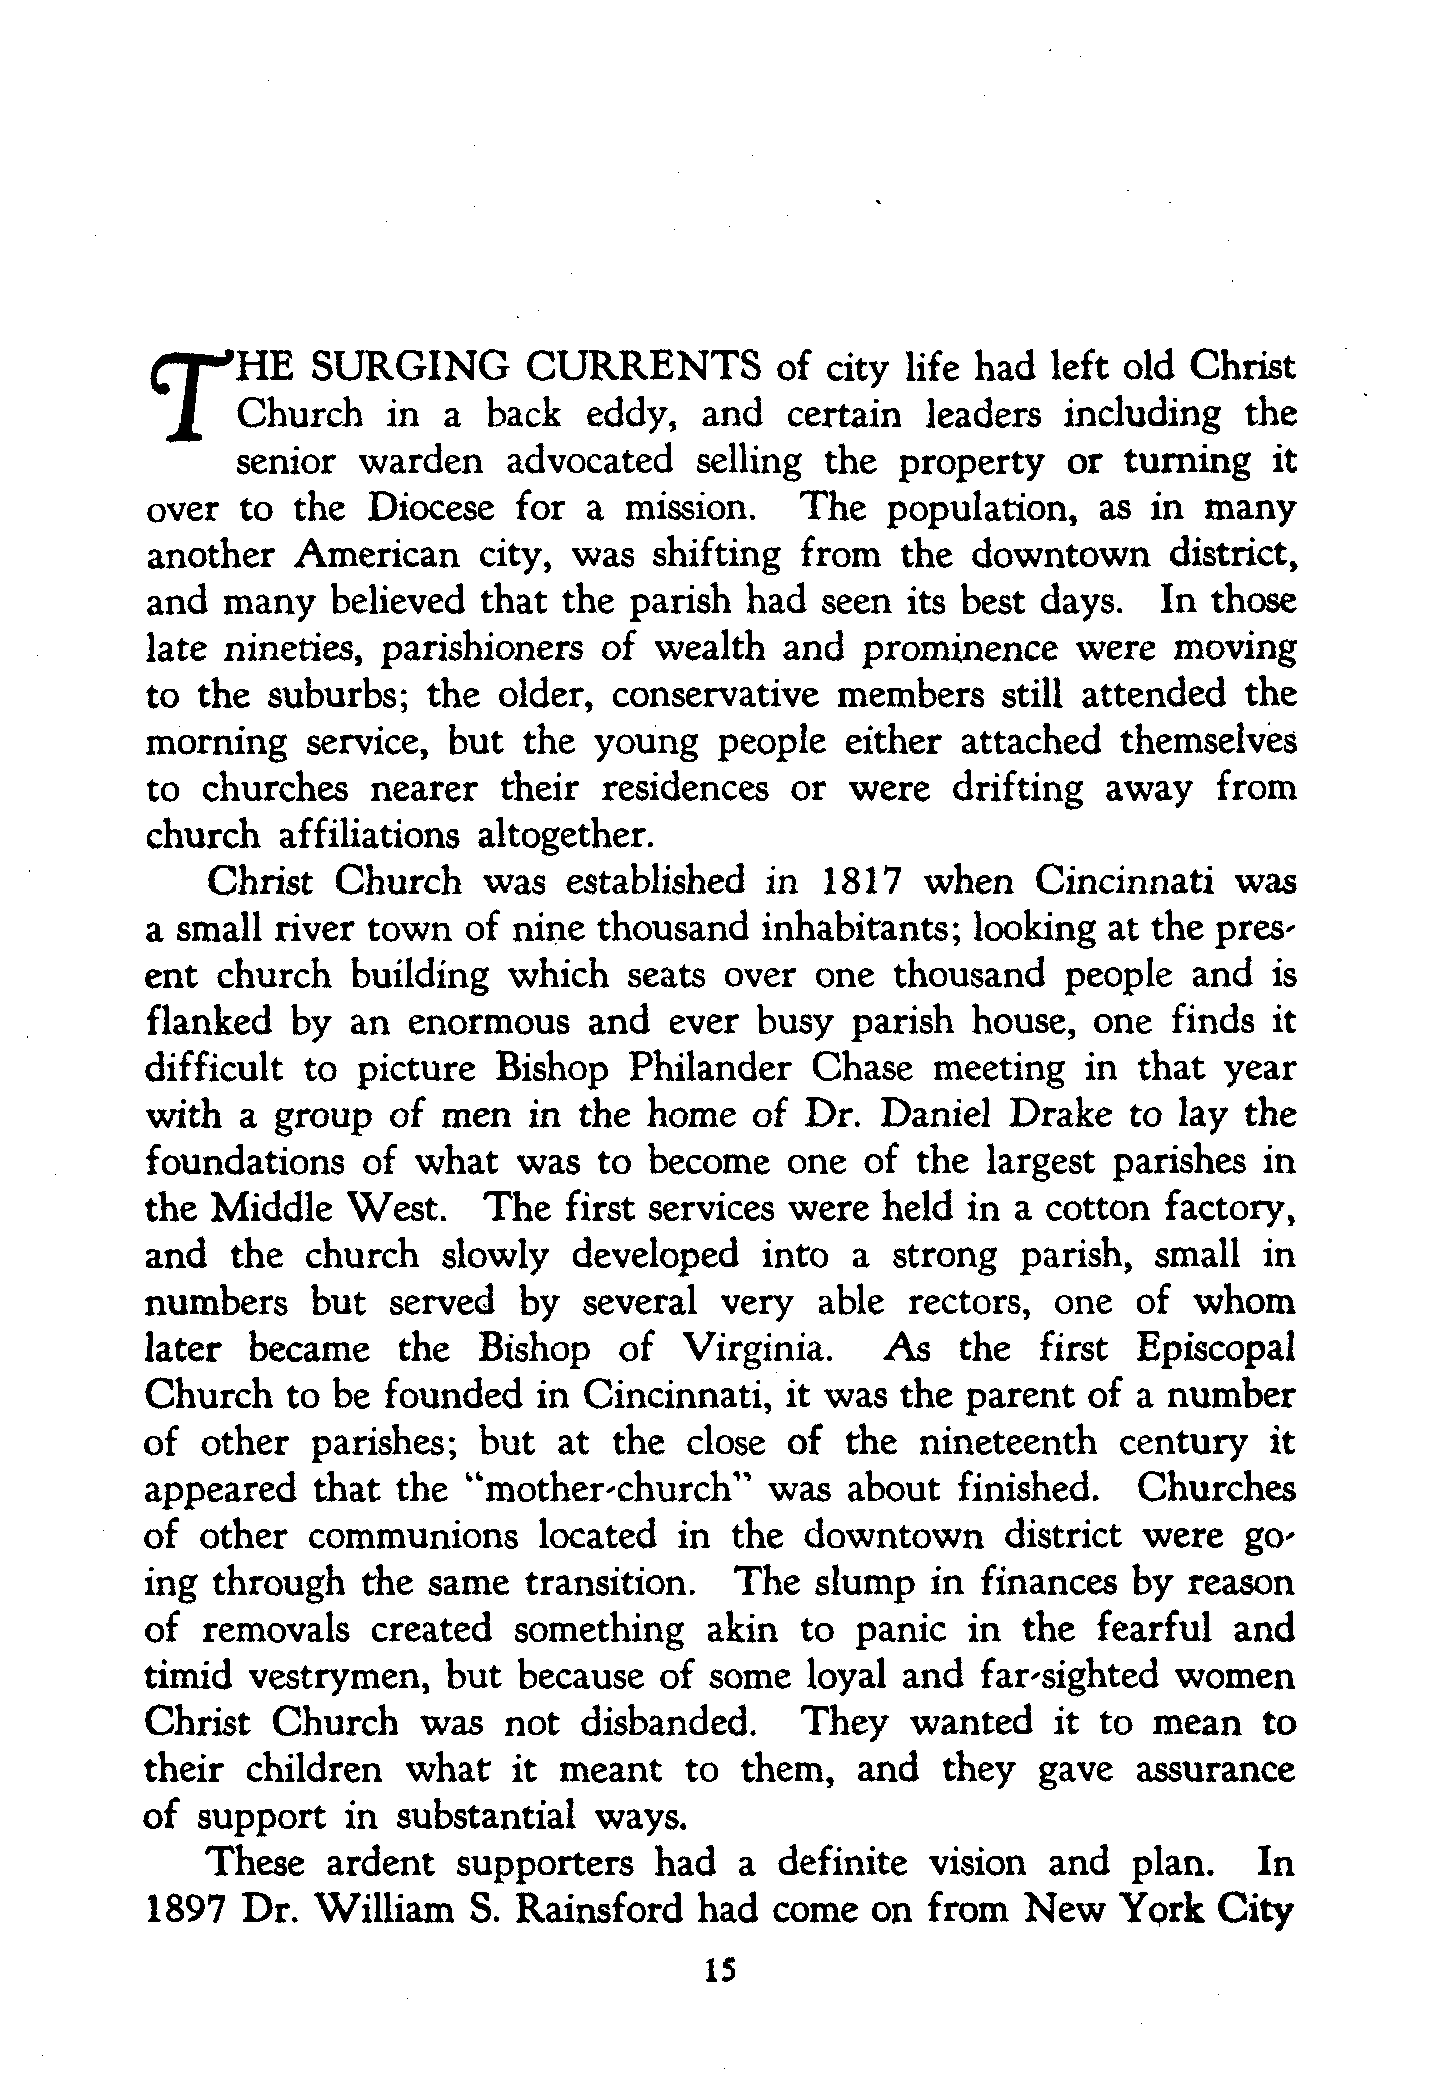 THE SURGING CURRENTS of city life had left old Christ
Church in a back eddy, and certain leaders including the
senior warden advocated selling the property or turning it
over to the Diocese for a mission. The population, as in many
another American city, was shifting from the downtown district,
and many believed that the parish had seen its best days. In those
late nineties, parishioners of wealth and prominence were moving
to the suburbs; the older, conservative members still attended the
morning service, but the young people either attached themselves
to churches nearer their residences or were drifting away from
church affiliations altogether.
Christ Church was established in 1817 when Cincinnati was
a small river town of nine thousand inhabitants; looking at the pres-
ent church building which seats over one thousand people and is
flanked by an enormous and ever busy parish house, one finds it
difficult to picture Bishop Philander Chase meeting in that year
with a group of men in the home of Dr. Daniel Drake to lay the
foundations of what was to become one of the largest parishes in
the Middle West. The first services were held in a cotton factory,
and the church slowly developed into a strong parish, small in
numbers but served by several very able rectors, one of whom
later became the Bishop of Virginia. As the first Episcopal
Church to be founded in Cincinnati, it was the parent of a number
of other parishes; but at the close of the nineteenth century it
appeared that the "mother-church" was about finished. Churches
of other communions located in the downtown district were go-
ing through the same transition. The slump in finances by reason
of removals created something akin to panic in the fearful and
timid vestrymen, but because of some loyal and far-sighted women
Christ Church was not disbanded. They wanted it to mean to
their children what it meant to them, and they gave assurance
of support in substantial ways.
These ardent supporters had a definite vision and plan. In
1897 Dr. William S. Rainsford had come on from New York City
15